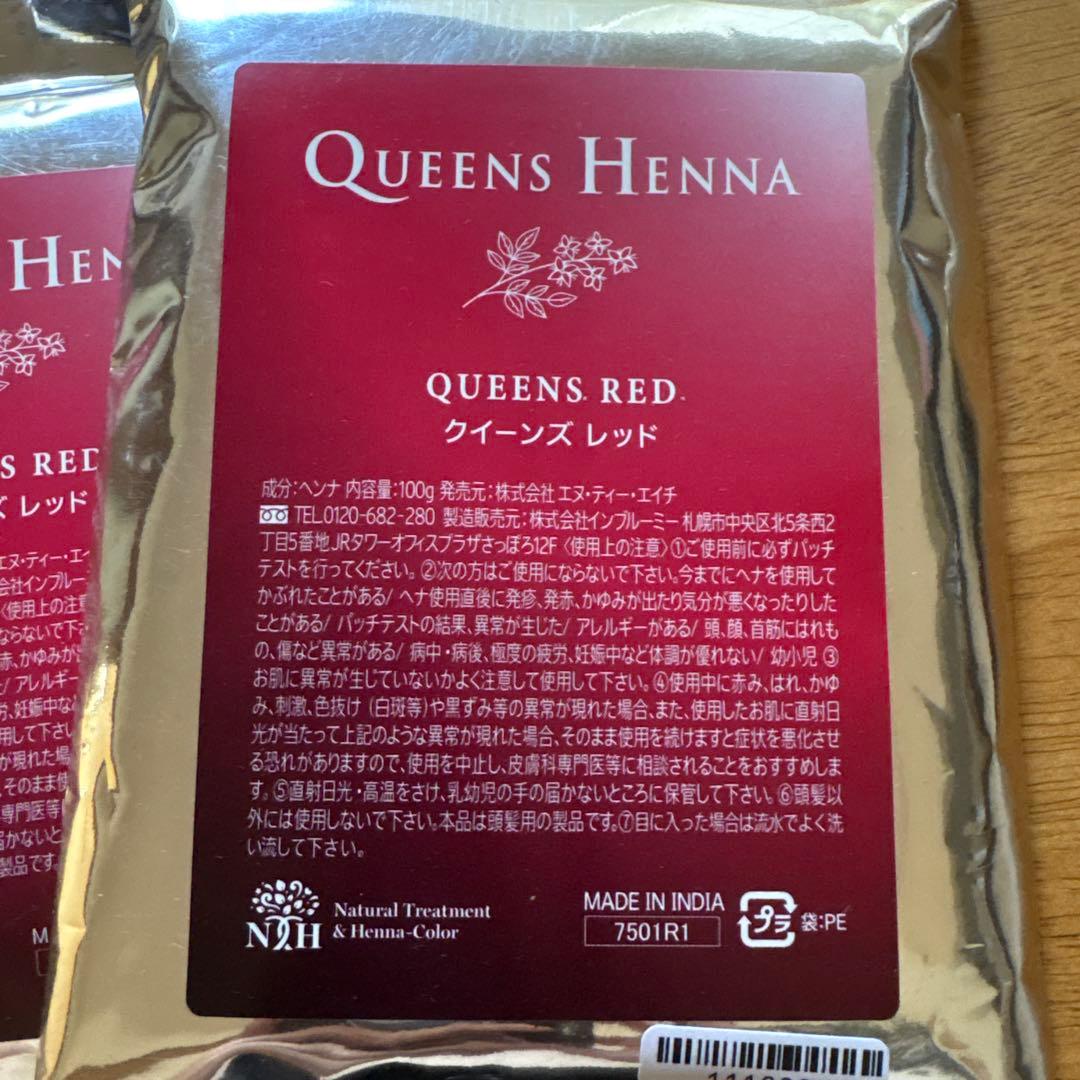 QUEENS HENNA
QUEENS RED
クイーンズ レッド
成分:ヘンナ 内容量:100g 発売元:株式会社 エヌ・ティー・エイチ
TEL0120-682-280 製造販売元:株式会社インブルーミー 札幌市中央区北5条西2
丁目5番地JRタワーオフィスプラザさっぽろ12F 〈使用上の注意〉①ご使用前に必ずパッチ
テストを行ってください。②次の方はご使用にならないで下さい。今までにヘナを使用して
かぶれたことがある/ ヘナ使用直後に発疹、発赤、かゆみが出たり気分が悪くなったりした
ことがある/ パッチテストの結果、異常が生じた/ アレルギーがある/ 頭、顔、首筋にはれも
の、傷など異常がある/ 病中・病後、極度の疲労、妊娠中など体調が優れない/ 幼小児 ③
お肌に異常が生じていないかよく注意して使用して下さい。④使用中に赤み、はれ、かゆ
み、刺激、色抜け (白斑等)や黒ずみ等の異常が現れた場合、また、使用したお肌に直射日
光が当たって上記のような異常が現れた場合、そのまま使用を続けますと症状を悪化させ
る恐れがありますので、使用を中止し、皮膚科専門医等に相談されることをおすすめしま
す。⑤直射日光・高温をさけ、乳幼児の手の届かないところに保管して下さい。⑥頭髪以
外には使用しないで下さい。本品は頭髪用の製品です。⑦目に入った場合は流水でよく洗
い流して下さい。
NTH
Natural Treatment
& Henna-Color
MADE IN INDIA
7501R1
プラ 袋:PE
HEN
S RED
ズ レッド